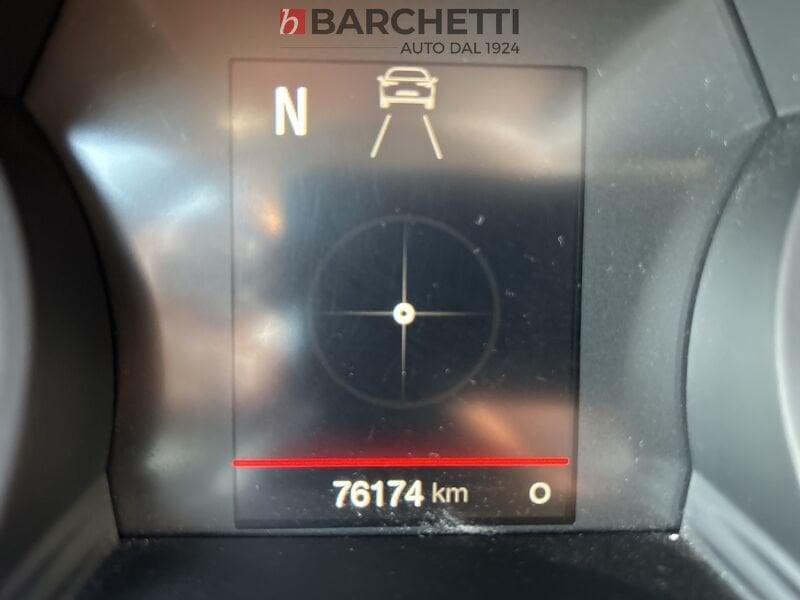 b BARCHETTI
AUTO DAL 1924
N
76174 km O